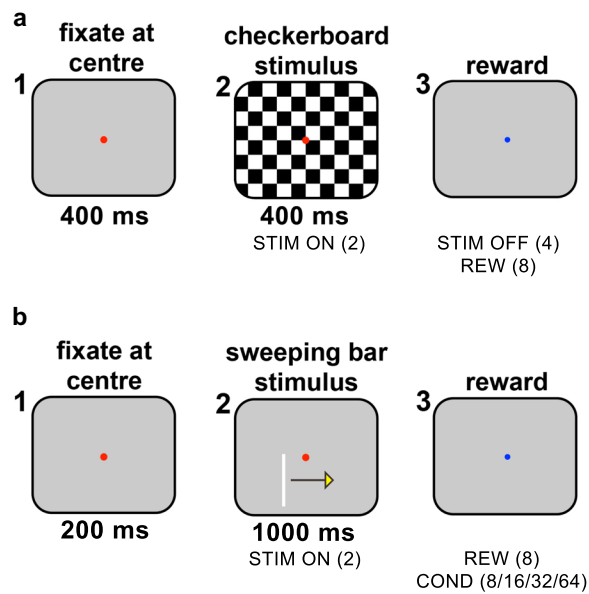 a
fixate at
centre
checkerboard
stimulus
reward
1
2
3
400 ms
400 ms
STIM ON (2)
STIM OFF (4)
REW (8)
b
fixate at
centre
sweeping bar
stimulus
reward
1
2
3
200 ms
1000 ms
STIM ON (2)
REW (8)
COND (8/16/32/64)